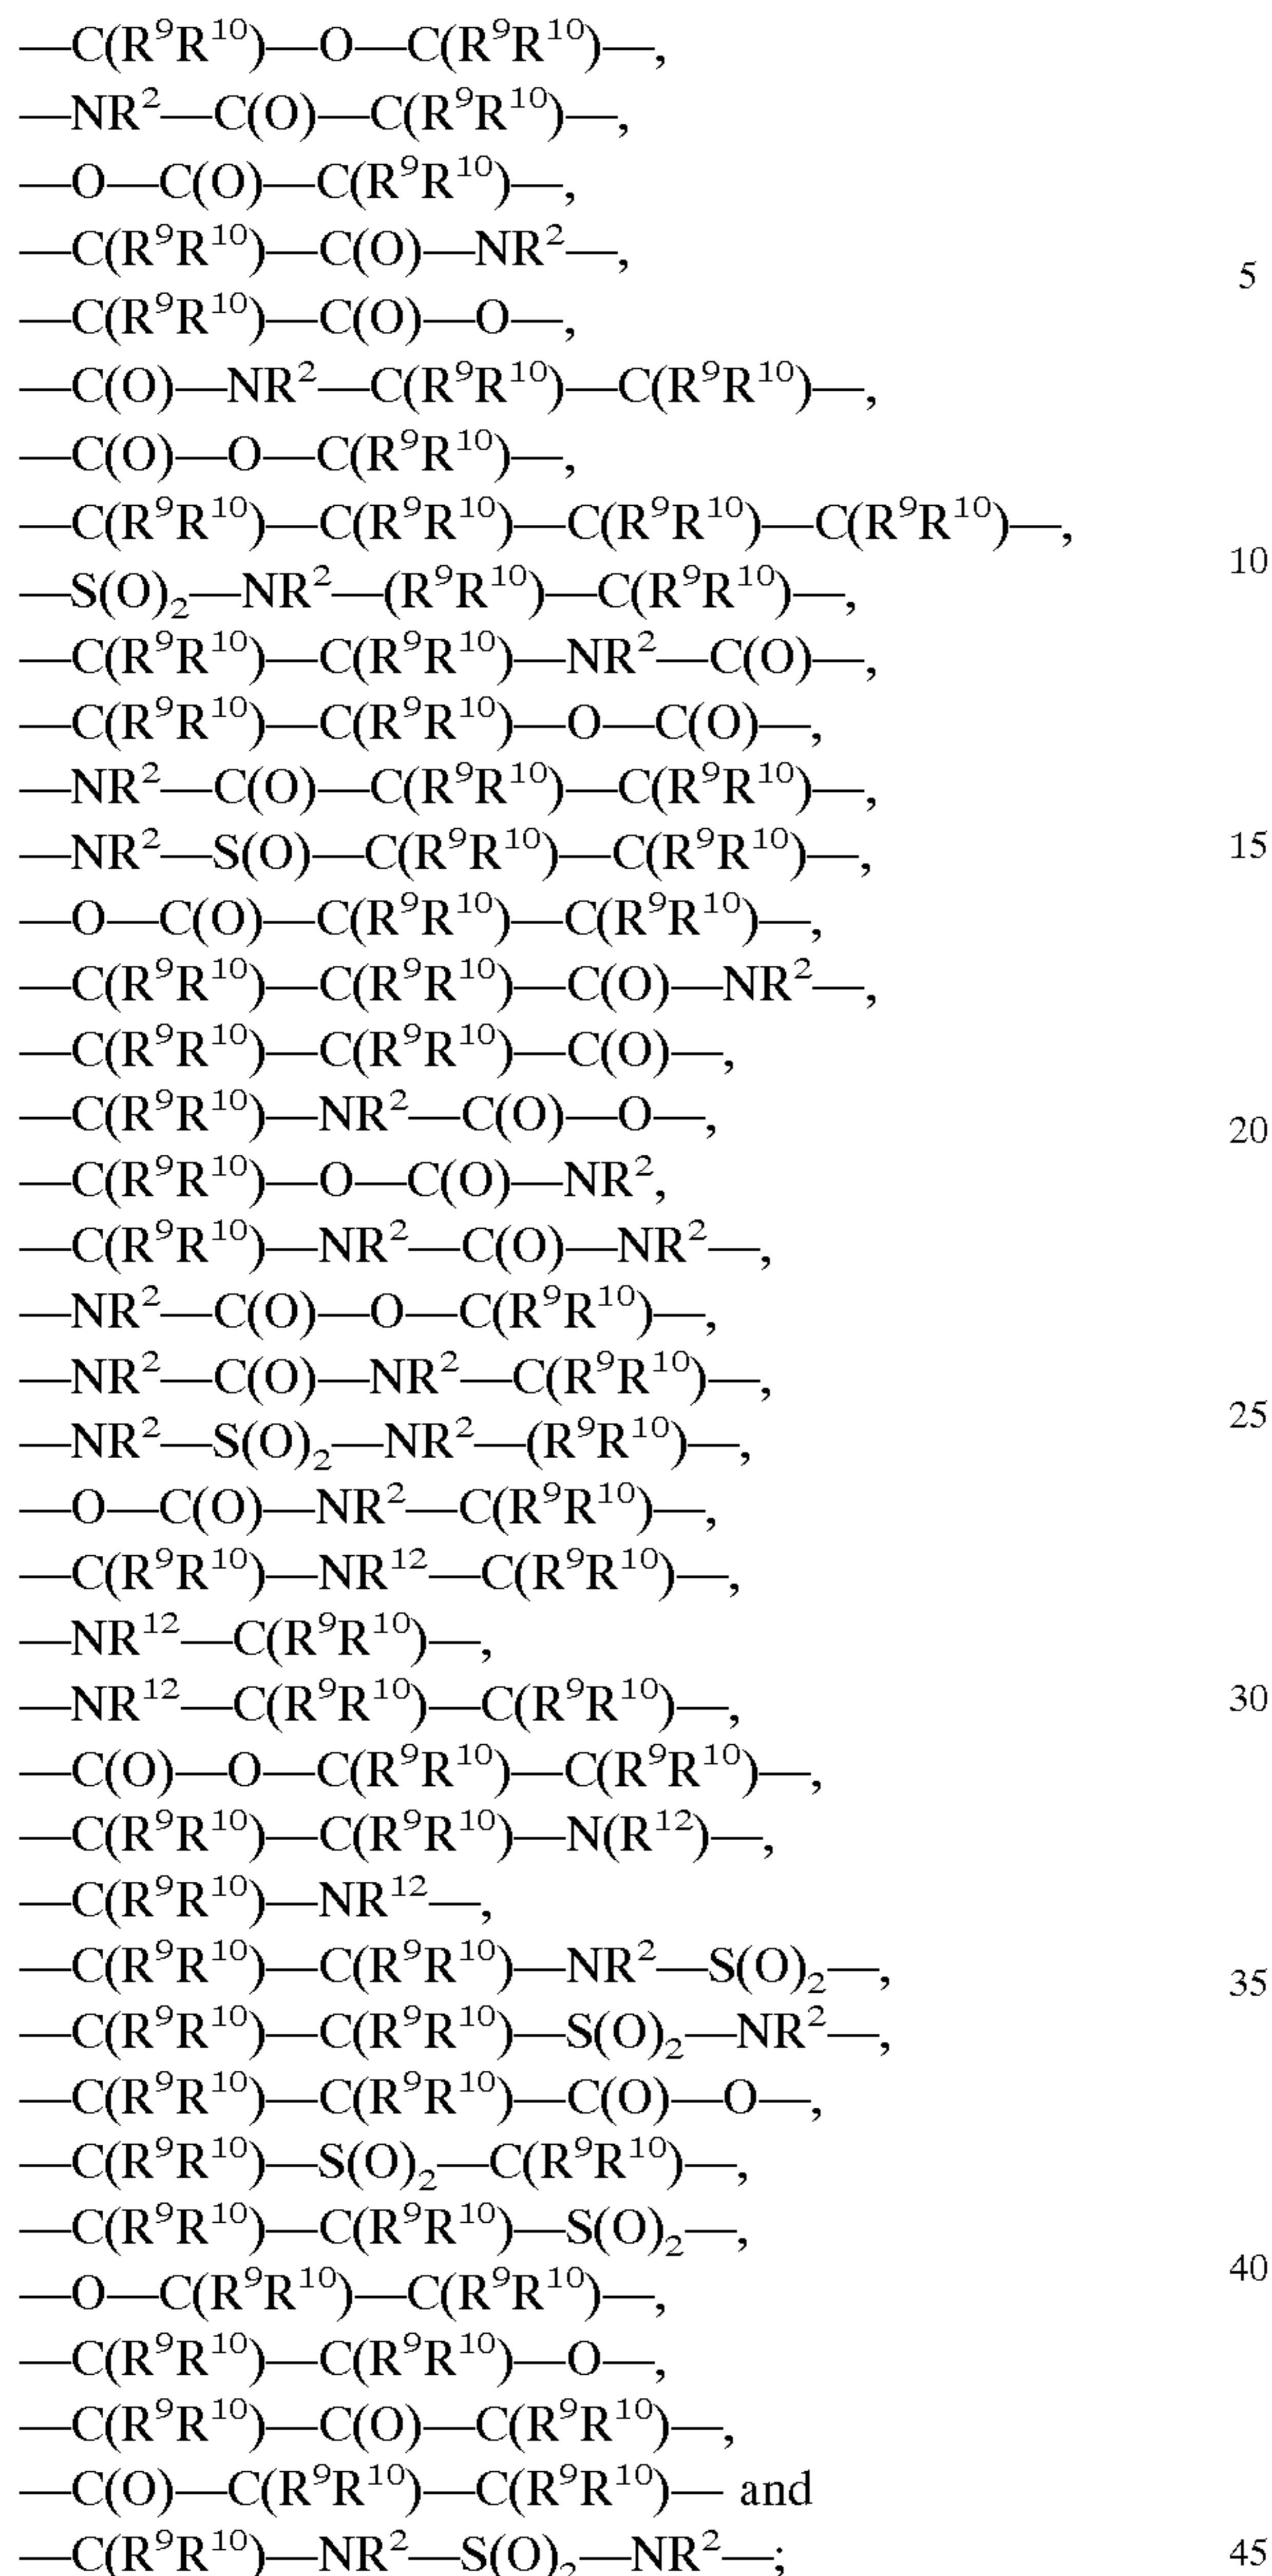 —C(R⁹R¹⁰)—O—C(R⁹R¹⁰)—,
—NR²—C(O)—C(R⁹R¹⁰)—,
—O—C(O)—C(R⁹R¹⁰)—,
—C(R⁹R¹⁰)—C(O)—NR²—,
5
—C(R⁹R¹⁰)—C(O)—O—,
—C(O)—NR²—C(R⁹R¹⁰)—C(R⁹R¹⁰)—,
—C(O)—O—C(R⁹R¹⁰)—,
—C(R⁹R¹⁰)—C(R⁹R¹⁰)—C(R⁹R¹⁰)—C(R⁹R¹⁰)—,
10
—S(O)₂—NR²—(R⁹R¹⁰)—C(R⁹R¹⁰)—,
—C(R⁹R¹⁰)—C(R⁹R¹⁰)—NR²—C(O)—,
—C(R⁹R¹⁰)—C(R⁹R¹⁰)—O—C(O)—,
—NR²—C(O)—C(R⁹R¹⁰)—C(R⁹R¹⁰)—,
—NR²—S(O)—C(R⁹R¹⁰)—C(R⁹R¹⁰)—,
15
—O—C(O)—C(R⁹R¹⁰)—C(R⁹R¹⁰)—,
—C(R⁹R¹⁰)—C(R⁹R¹⁰)—C(O)—NR²—,
—C(R⁹R¹⁰)—C(R⁹R¹⁰)—C(O)—,
—C(R⁹R¹⁰)—NR²—C(O)—O—,
20
—C(R⁹R¹⁰)—O—C(O)—NR²,
—C(R⁹R¹⁰)—NR²—C(O)—NR²—,
—NR²—C(O)—O—C(R⁹R¹⁰)—,
—NR²—C(O)—NR²—C(R⁹R¹⁰)—,
25
—NR²—S(O)₂—NR²—(R⁹R¹⁰)—,
—O—C(O)—NR²—C(R⁹R¹⁰)—,
—C(R⁹R¹⁰)—NR¹²—C(R⁹R¹⁰)—,
—NR¹²—C(R⁹R¹⁰)—,
—NR¹²—C(R⁹R¹⁰)—C(R⁹R¹⁰)—,
30
—C(O)—O—C(R⁹R¹⁰)—C(R⁹R¹⁰)—,
—C(R⁹R¹⁰)—C(R⁹R¹⁰)—N(R¹²)—,
—C(R⁹R¹⁰)—NR¹²—,
—C(R⁹R¹⁰)—C(R⁹R¹⁰)—NR²—S(O)₂—,
35
—C(R⁹R¹⁰)—C(R⁹R¹⁰)—S(O)₂—NR²—,
—C(R⁹R¹⁰)—C(R⁹R¹⁰)—C(O)—O—,
—C(R⁹R¹⁰)—S(O)₂—C(R⁹R¹⁰)—,
—C(R⁹R¹⁰)—C(R⁹R¹⁰)—S(O)₂—,
40
—O—C(R⁹R¹⁰)—C(R⁹R¹⁰)—,
—C(R⁹R¹⁰)—C(R⁹R¹⁰)—O—,
—C(R⁹R¹⁰)—C(O)—C(R⁹R¹⁰)—,
—C(O)—C(R⁹R¹⁰)—C(R⁹R¹⁰)— and
—C(R⁹R¹⁰)—NR²—S(O)₂—NR²—;
45